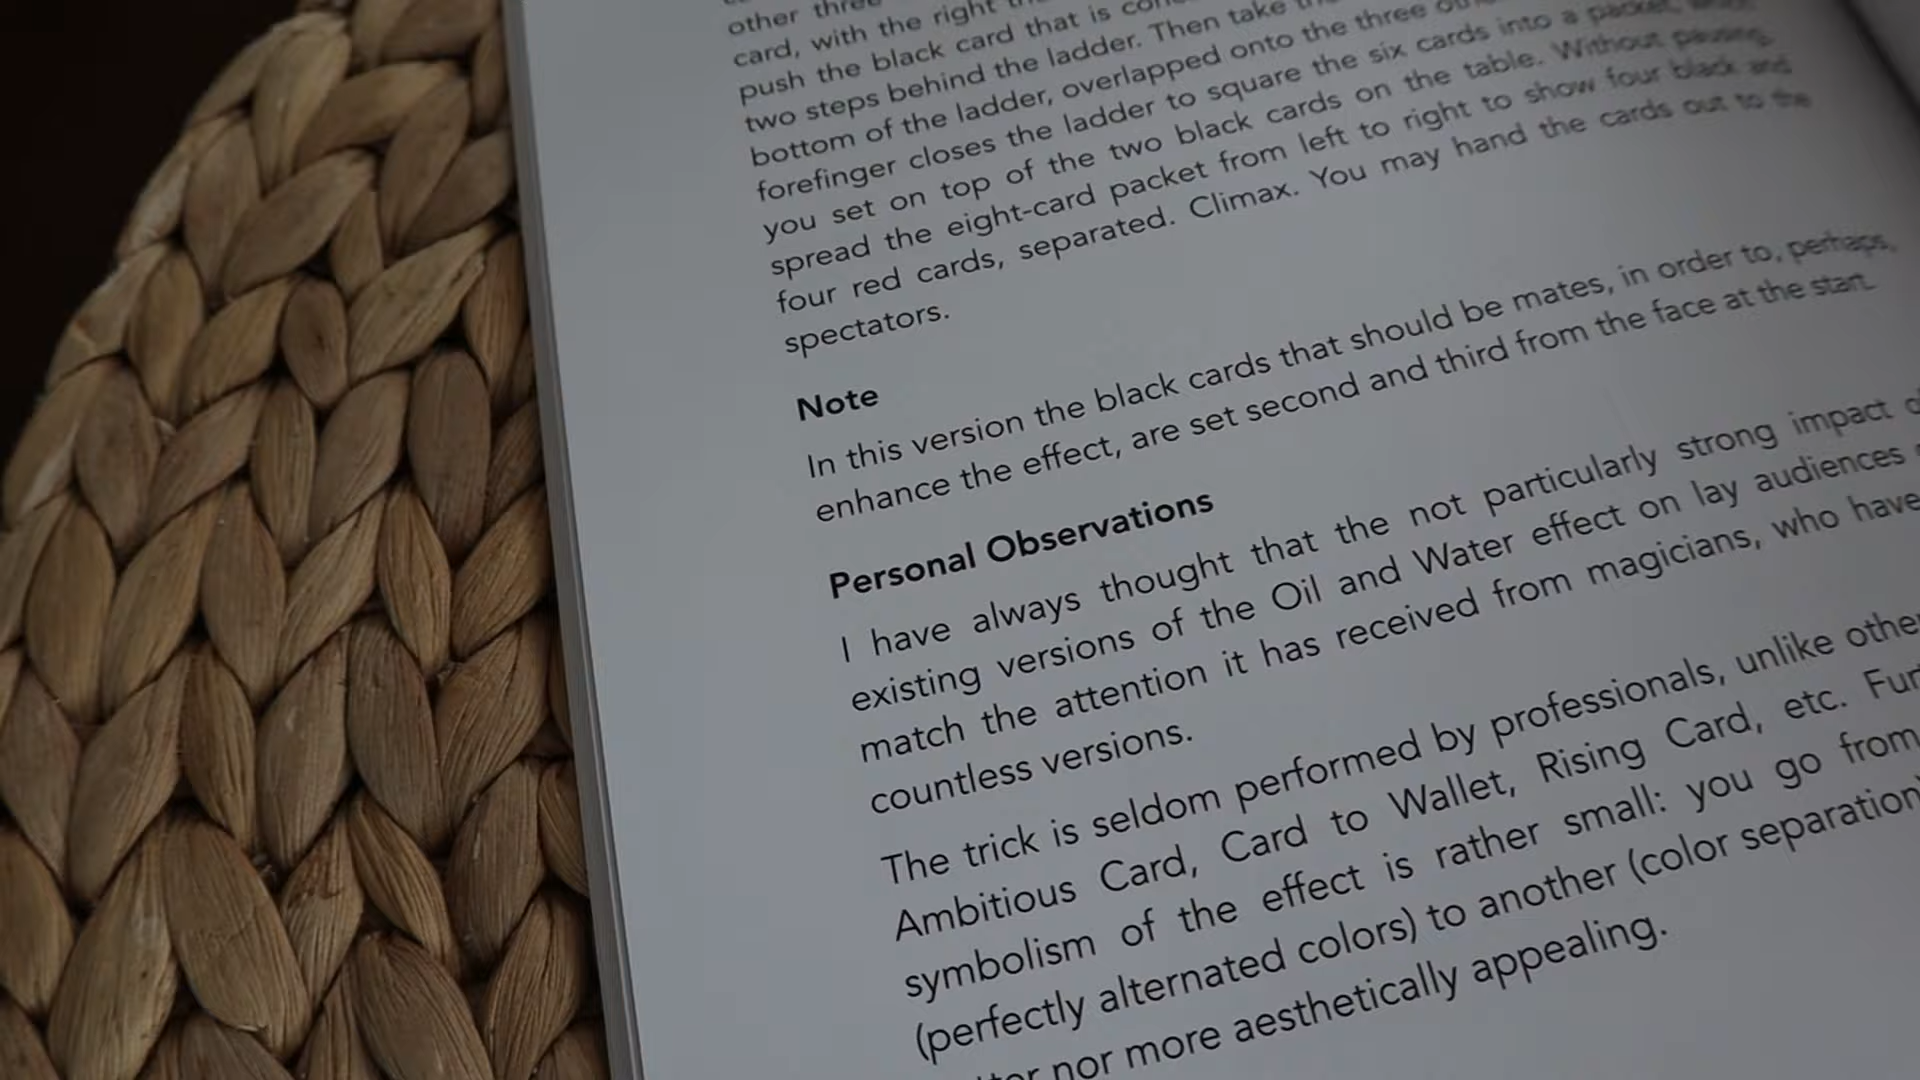 other three
card, with the right
push the black card that is
two steps behind the ladder. Then take
bottom of the ladder, overlapped onto the three
forefinger closes the ladder to square the six cards into a packet,
you set on top of the two black cards on the table. Without pausing,
spread the eight-card packet from left to right to show four black and
four red cards, separated. Climax. You may hand the cards out to the
spectators.
Note
In this version the black cards that should be mates, in order to, perhaps,
enhance the effect, are set second and third from the face at the start.
Personal Observations
I have always thought that the not particularly strong impact
existing versions of the Oil and Water effect on lay audiences
match the attention it has received from magicians, who have
countless versions.
The trick is seldom performed by professionals, unlike other
Ambitious Card, Card to Wallet, Rising Card, etc.
symbolism of the effect is rather small: you go from
(perfectly alternated colors) to another (color separation)
nor more aesthetically appealing.